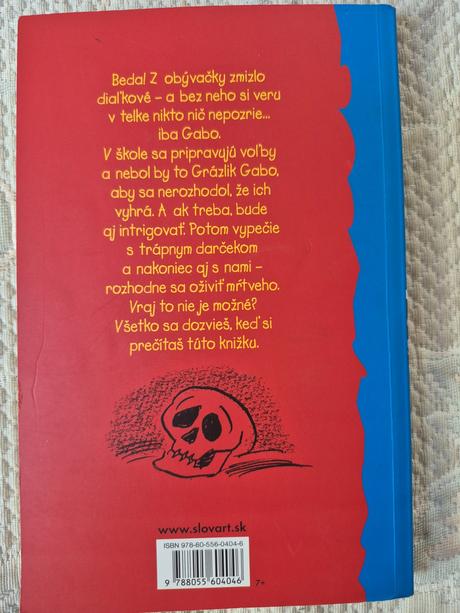 Beda! Z obývačky zmizlo
diaľkové – a bez neho si veru
v telke nikto nič nepozrie...
iba Gabo.
V škole sa pripravujú voľby
a nebol by to Grázlik Gabo,
aby sa nerozhodol, že ich
vyhrá. A ak treba, bude
aj intrigovať. Potom vypečie
s trápnym darčekom
a nakoniec aj s nami –
rozhodne sa oživiť mŕtveho.
Vraj to nie je možné?
Všetko sa dozvieš, keď si
prečítaš túto knižku.
www.slovart.sk
ISBN 978-80-556-0404-6
9 788055 604046
7+